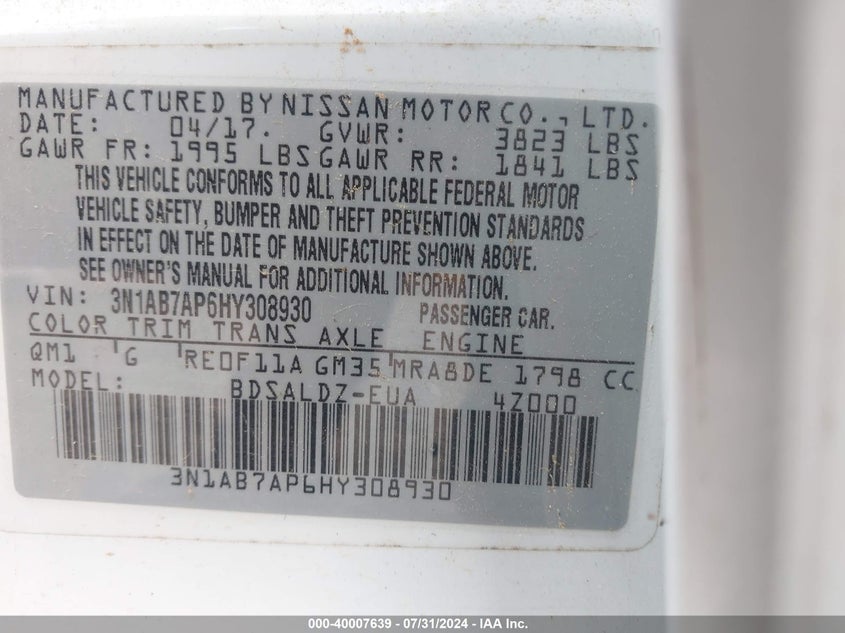 MANUFACTURED BY NISSAN MOTOR CO., LTD.
DATE: 04/17. GVWR: 3823 LBS
GAWR FR: 1995 LBS GAWR RR: 1841 LBS
THIS VEHICLE CONFORMS TO ALL APPLICABLE FEDERAL MOTOR
VEHICLE SAFETY, BUMPER AND THEFT PREVENTION STANDARDS
IN EFFECT ON THE DATE OF MANUFACTURE SHOWN ABOVE.
SEE OWNER'S MANUAL FOR ADDITIONAL INFORMATION.
VIN: 3N1AB7AP6HY308930 PASSENGER CAR.
COLOR TRIM TRANS AXLE ENGINE
QM1 G RE0F11A GM35 MRA8DE 1798 CC
MODEL: BDSALDZ-EUA 4Z000
3N1AB7AP6HY308930
000-40007639 - 07/31/2024 - IAA Inc.